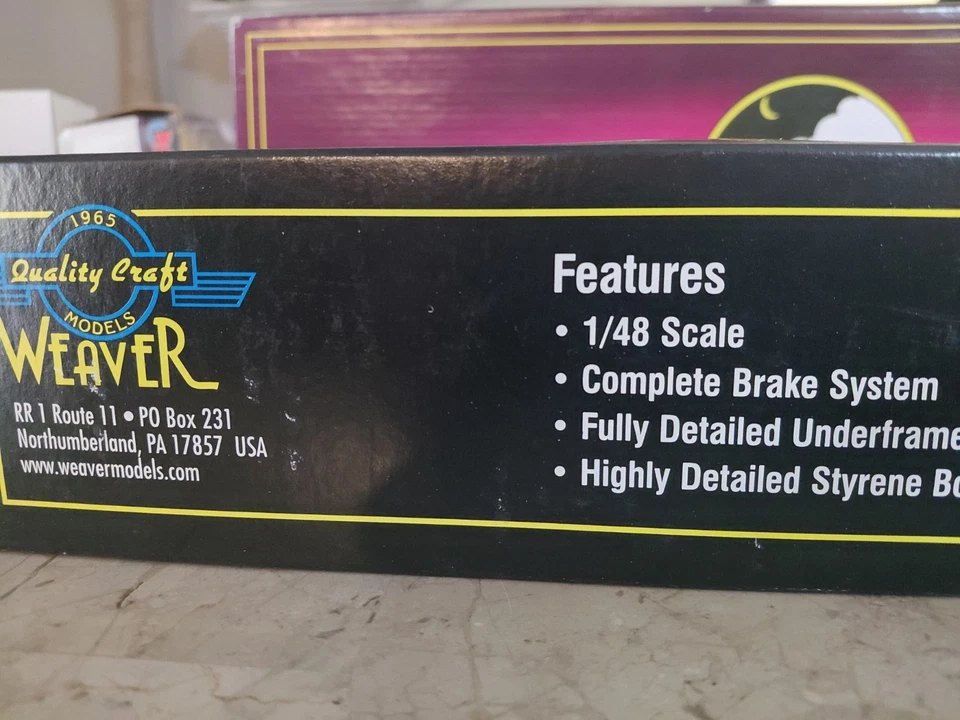 1965
Quality Craft
MODELS
WEAVER
RR 1 Route 11 • PO Box 231
Northumberland, PA 17857 USA
www.weavermodels.com
Features
• 1/48 Scale
• Complete Brake System
• Fully Detailed Underframe
• Highly Detailed Styrene